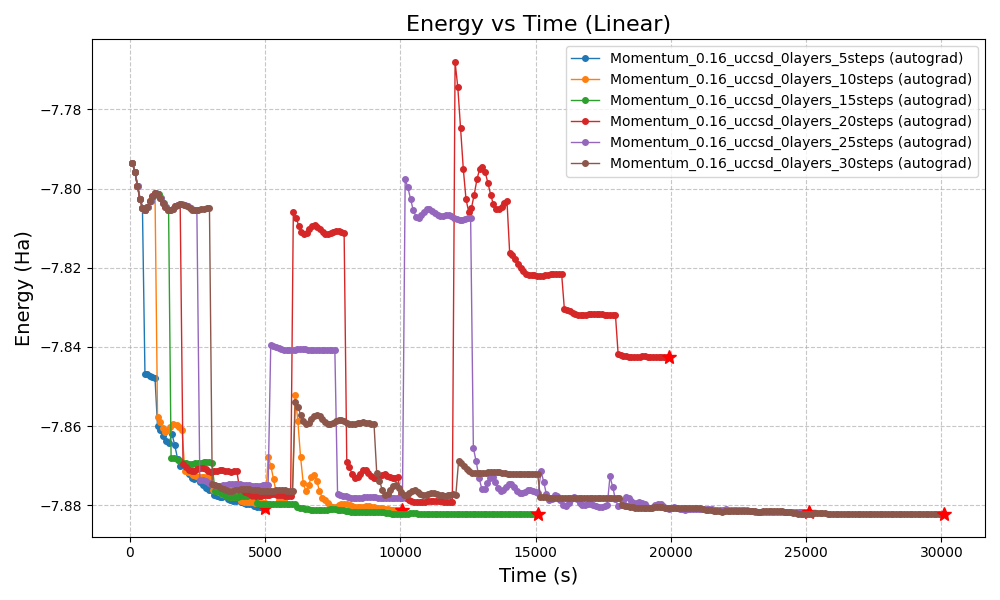 Energy vs Time (Linear)
Momentum_0.16_uccsd_0layers_5steps (autograd)
Momentum_0.16_uccsd_0layers_10steps (autograd)
Momentum_0.16_uccsd_0layers_15steps (autograd)
Momentum_0.16_uccsd_0layers_20steps (autograd)
Momentum_0.16_uccsd_0layers_25steps (autograd)
Momentum_0.16_uccsd_0layers_30steps (autograd)
Energy (Ha)
−7.78
−7.80
−7.82
−7.84
−7.86
−7.88
0
5000
10000
15000
20000
25000
30000
Time (s)